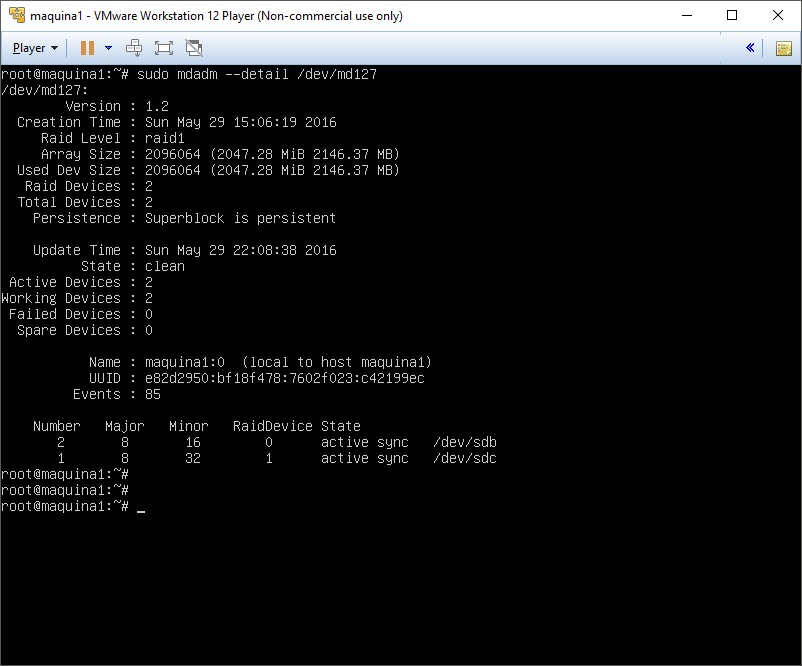 maquina1 - VMware Workstation 12 Player (Non-commercial use only)
Player
root@maquina1:~# sudo mdadm --detail /dev/md127
/dev/md127:
        Version : 1.2
  Creation Time : Sun May 29 15:06:19 2016
     Raid Level : raid1
     Array Size : 2096064 (2047.28 MiB 2146.37 MB)
  Used Dev Size : 2096064 (2047.28 MiB 2146.37 MB)
   Raid Devices : 2
  Total Devices : 2
    Persistence : Superblock is persistent

    Update Time : Sun May 29 22:08:38 2016
          State : clean
 Active Devices : 2
Working Devices : 2
 Failed Devices : 0
  Spare Devices : 0

           Name : maquina1:0  (local to host maquina1)
           UUID : e82d2950:bf18f478:7602f023:c42199ec
         Events : 85

    Number   Major   Minor   RaidDevice State
       2       8       16        0      active sync   /dev/sdb
       1       8       32        1      active sync   /dev/sdc
root@maquina1:~#
root@maquina1:~#
root@maquina1:~# _